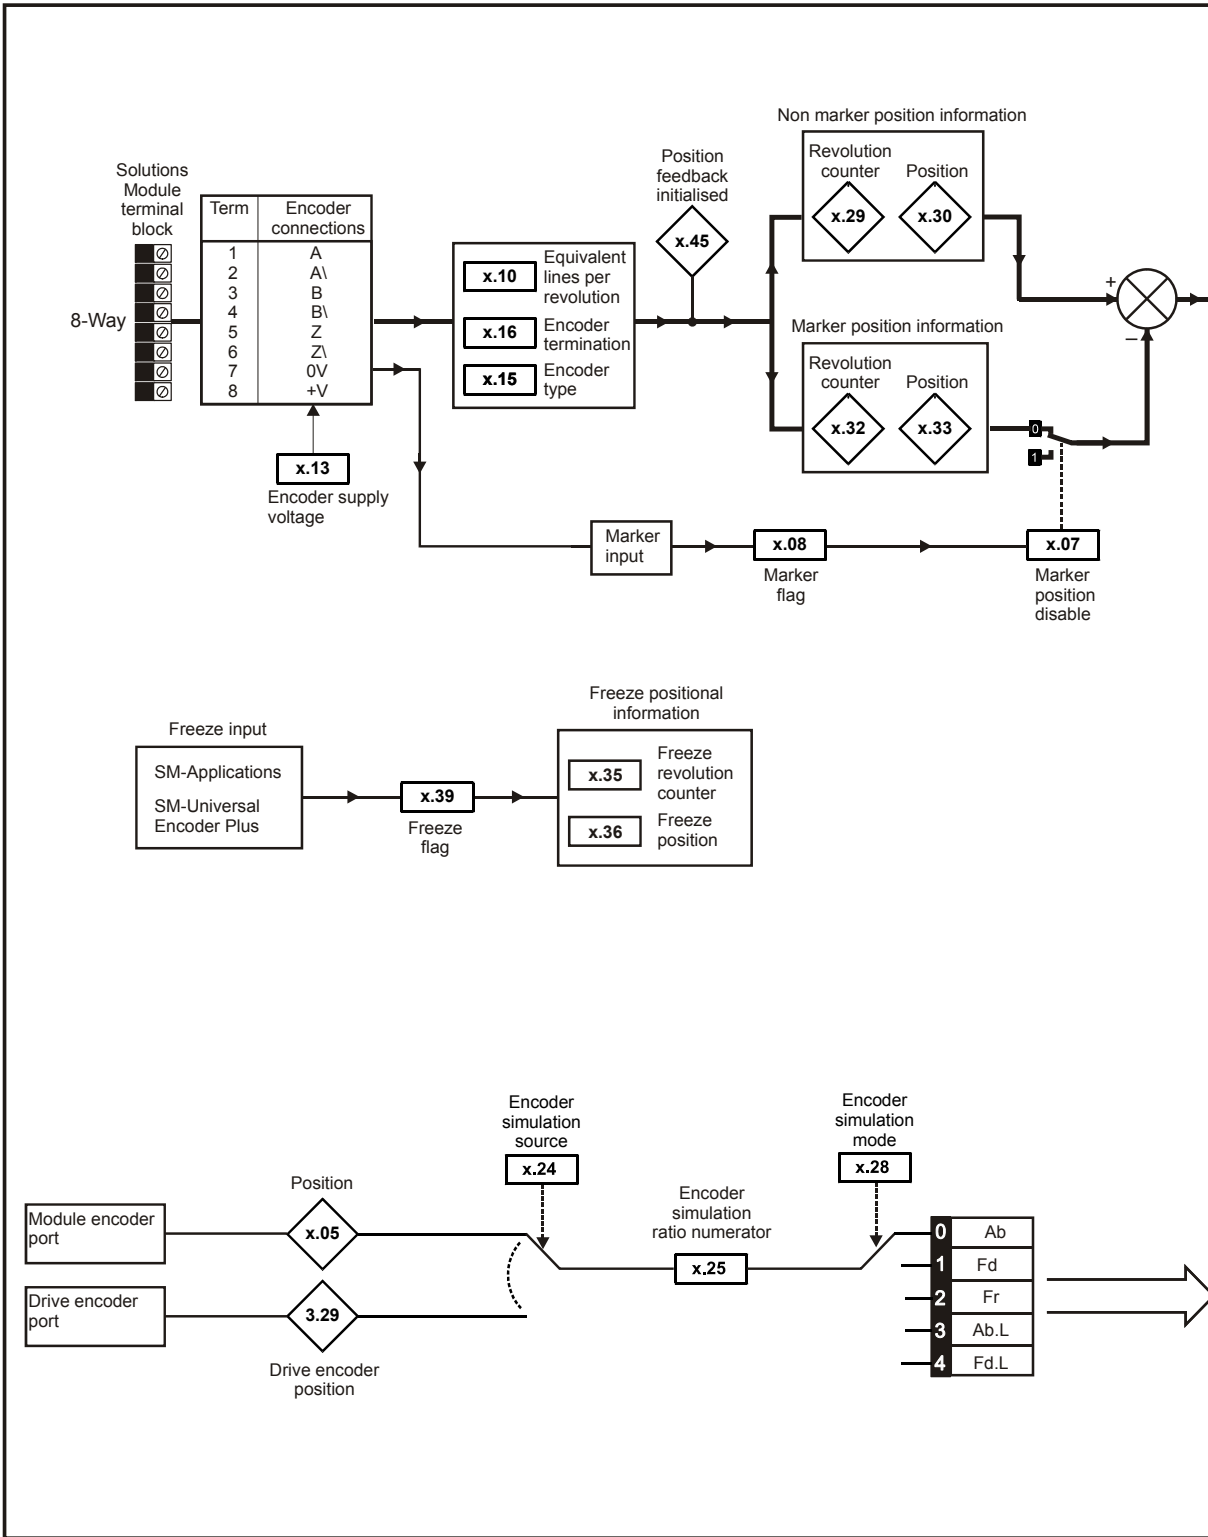 Non marker position information
Revolution
counter
Position
x.29
x.30
Position
feedback
initialised
x.45
Solutions
Module
terminal
block
8-Way
Term
Encoder
connections
1 A
2 A\
3 B
4 B\
5 Z
6 Z\
7 0V
8 +V
x.10
Equivalent
lines per
revolution
x.16
Encoder
termination
x.15
Encoder
type
+
−
Marker position information
Revolution
counter
Position
x.32
x.33
0
1
x.13
Encoder supply
voltage
Marker
input
x.08
Marker
flag
x.07
Marker
position
disable
Freeze input
SM-Applications
SM-Universal
Encoder Plus
x.39
Freeze
flag
Freeze positional
information
x.35
Freeze
revolution
counter
x.36
Freeze
position
Encoder
simulation
source
x.24
Encoder
simulation
mode
x.28
Module encoder
port
Position
x.05
Drive encoder
port
3.29
Drive encoder
position
Encoder
simulation
ratio numerator
x.25
0 Ab
1 Fd
2 Fr
3 Ab.L
4 Fd.L